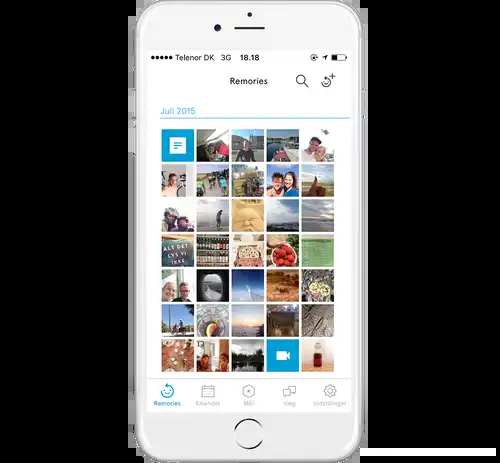 Telenor DK 3G 18.18
Remories
Juli 2015
ALT DET
LYS VI
IKKE
Remories Kalender Mål Væg Indstillinger